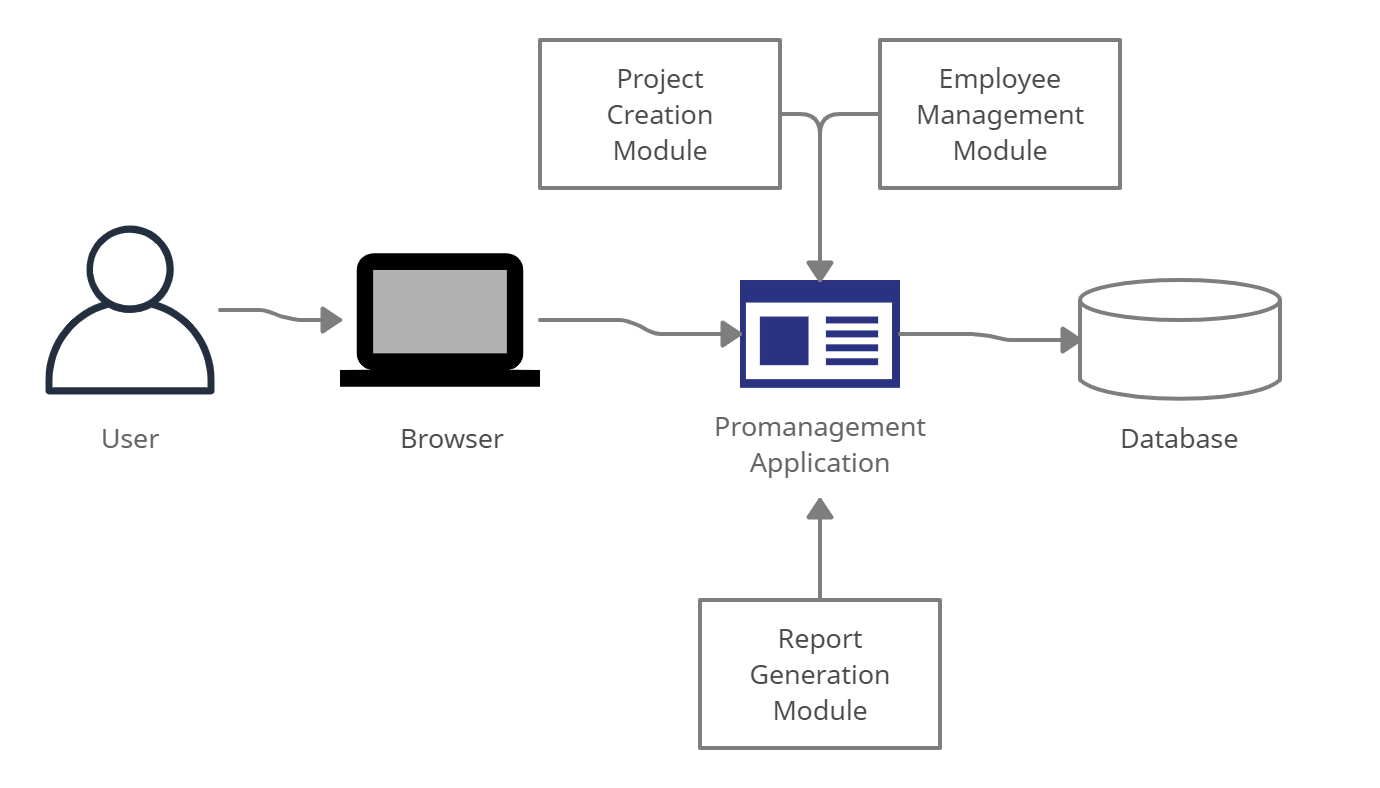 Project
Creation
Module
Employee
Management
Module
User
Browser
Promanagement
Application
Database
Report
Generation
Module